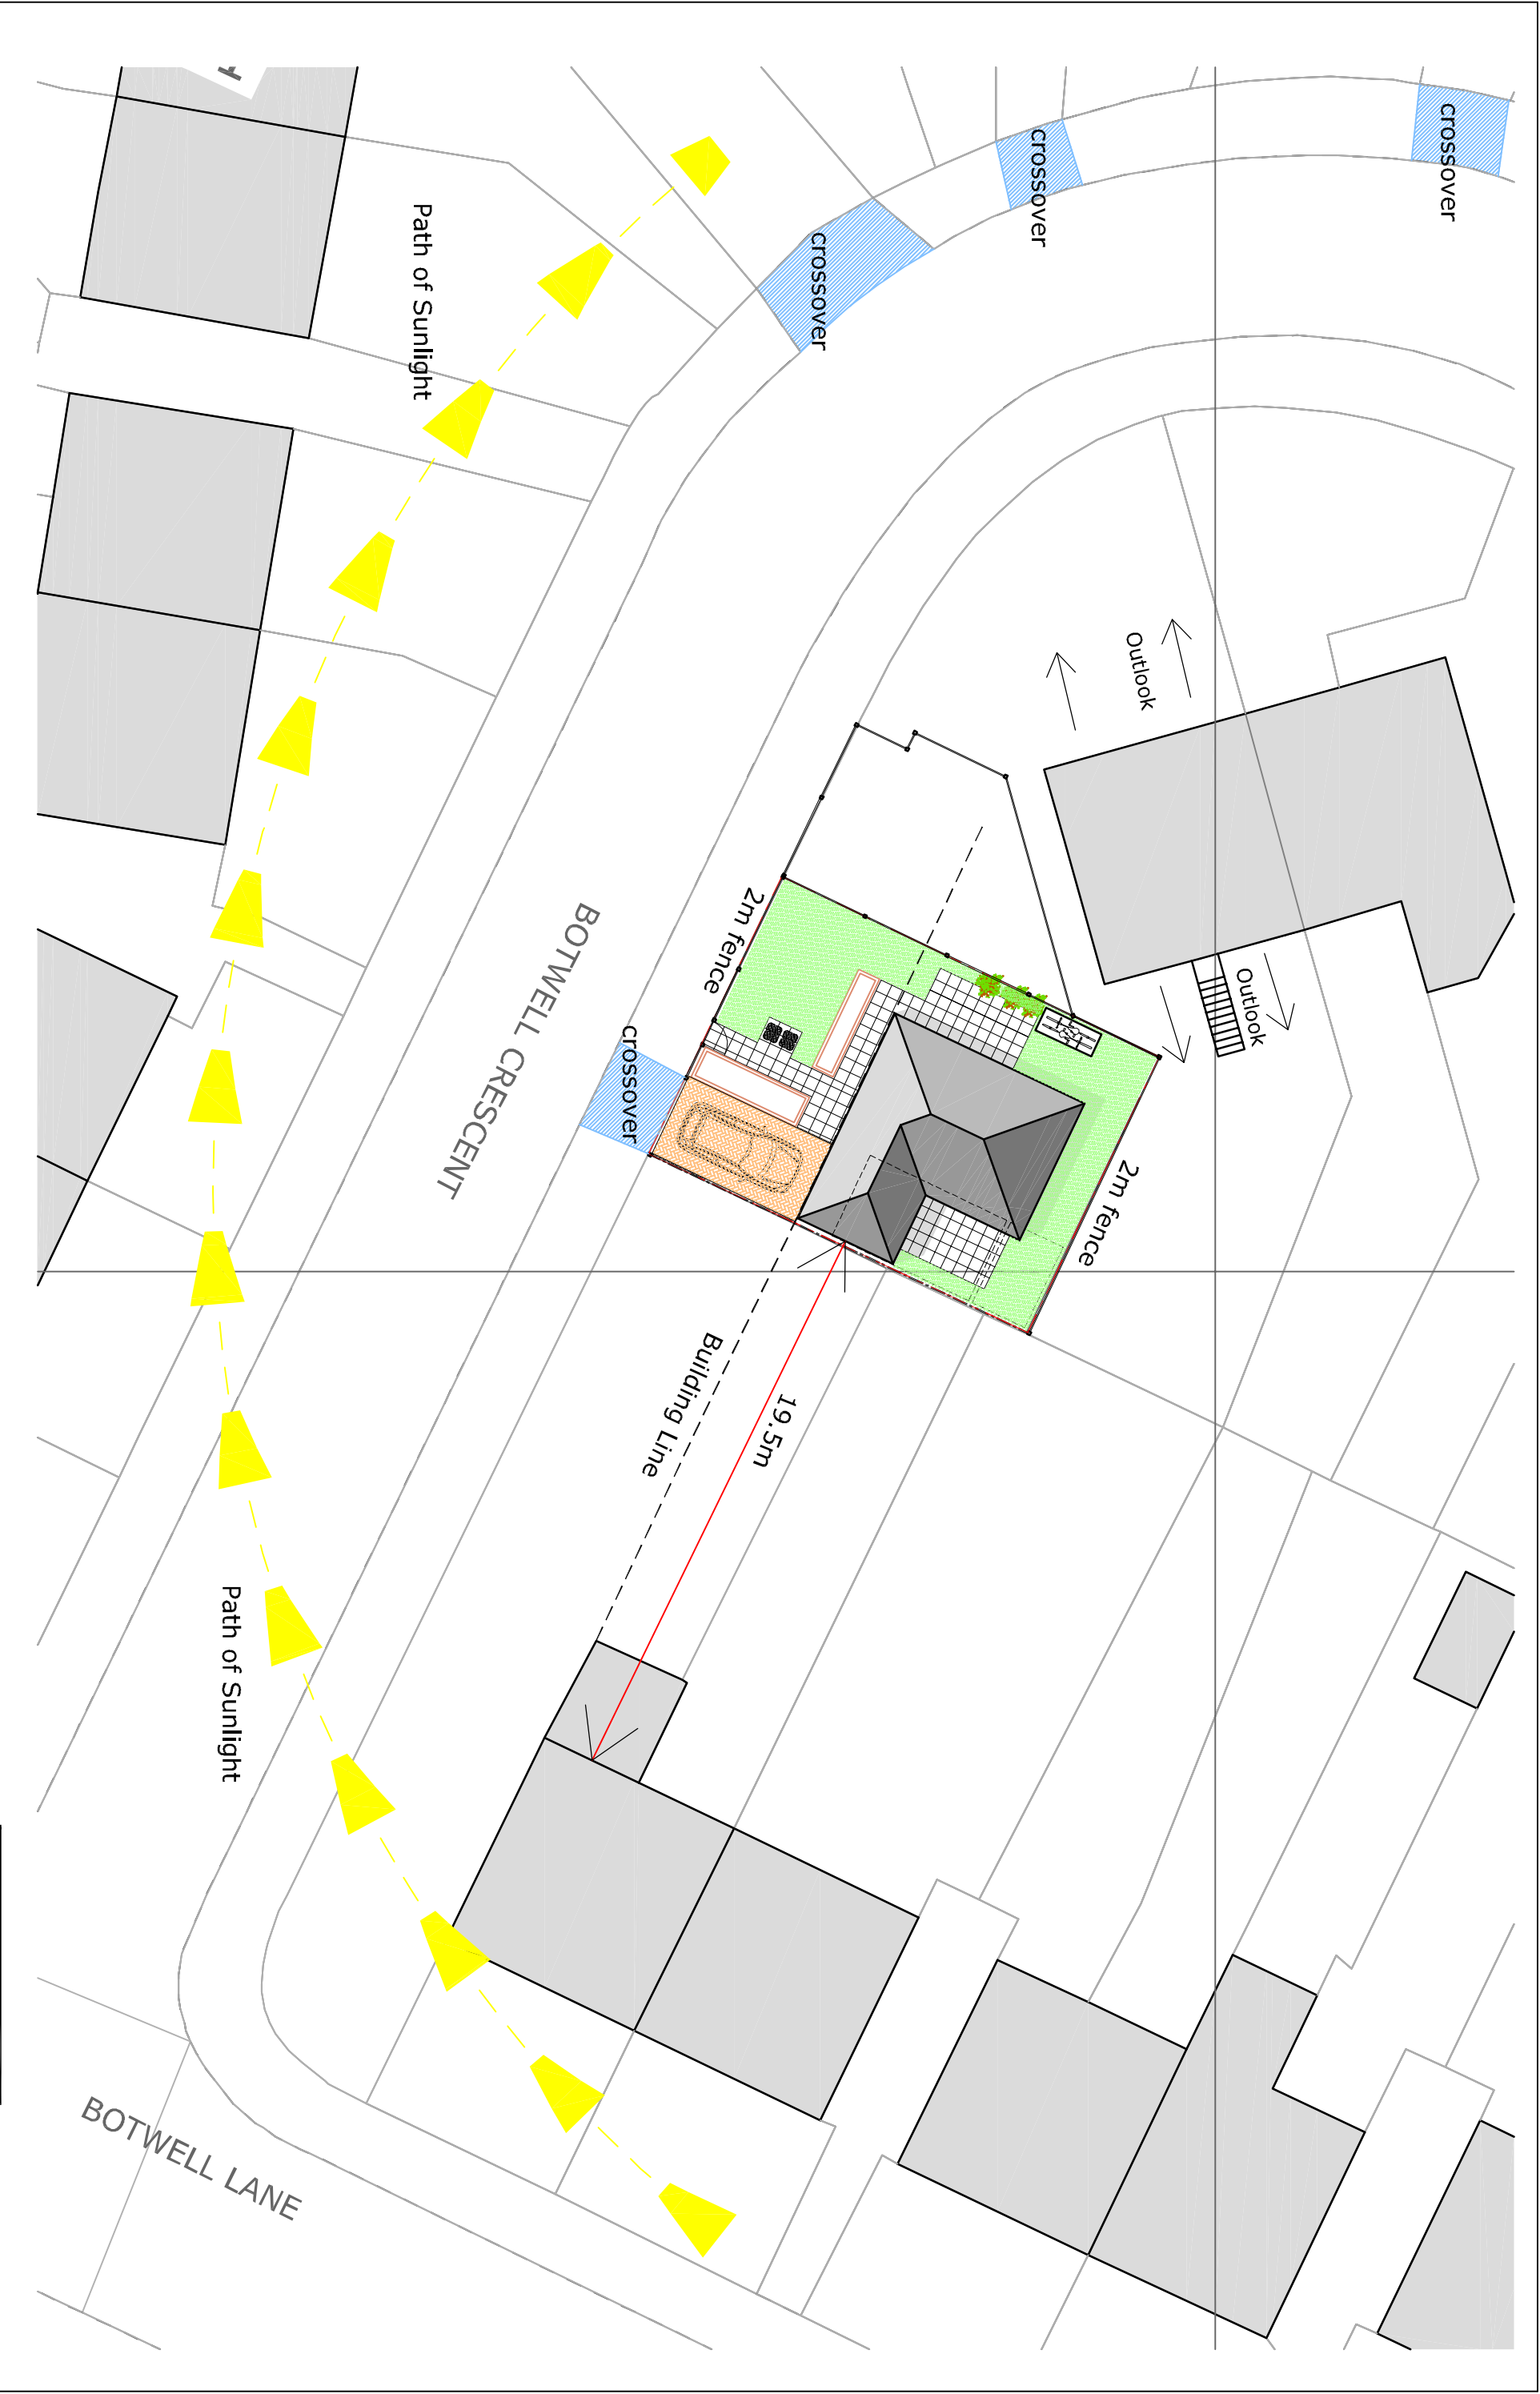 crossover
crossover
crossover
Path of Sunlight
Outlook
2m fence
BOTWELL CRESCENT
Outlook
crossover
2m fence
Building Line
19.5m
Path of Sunlight
BOTWELL LANE